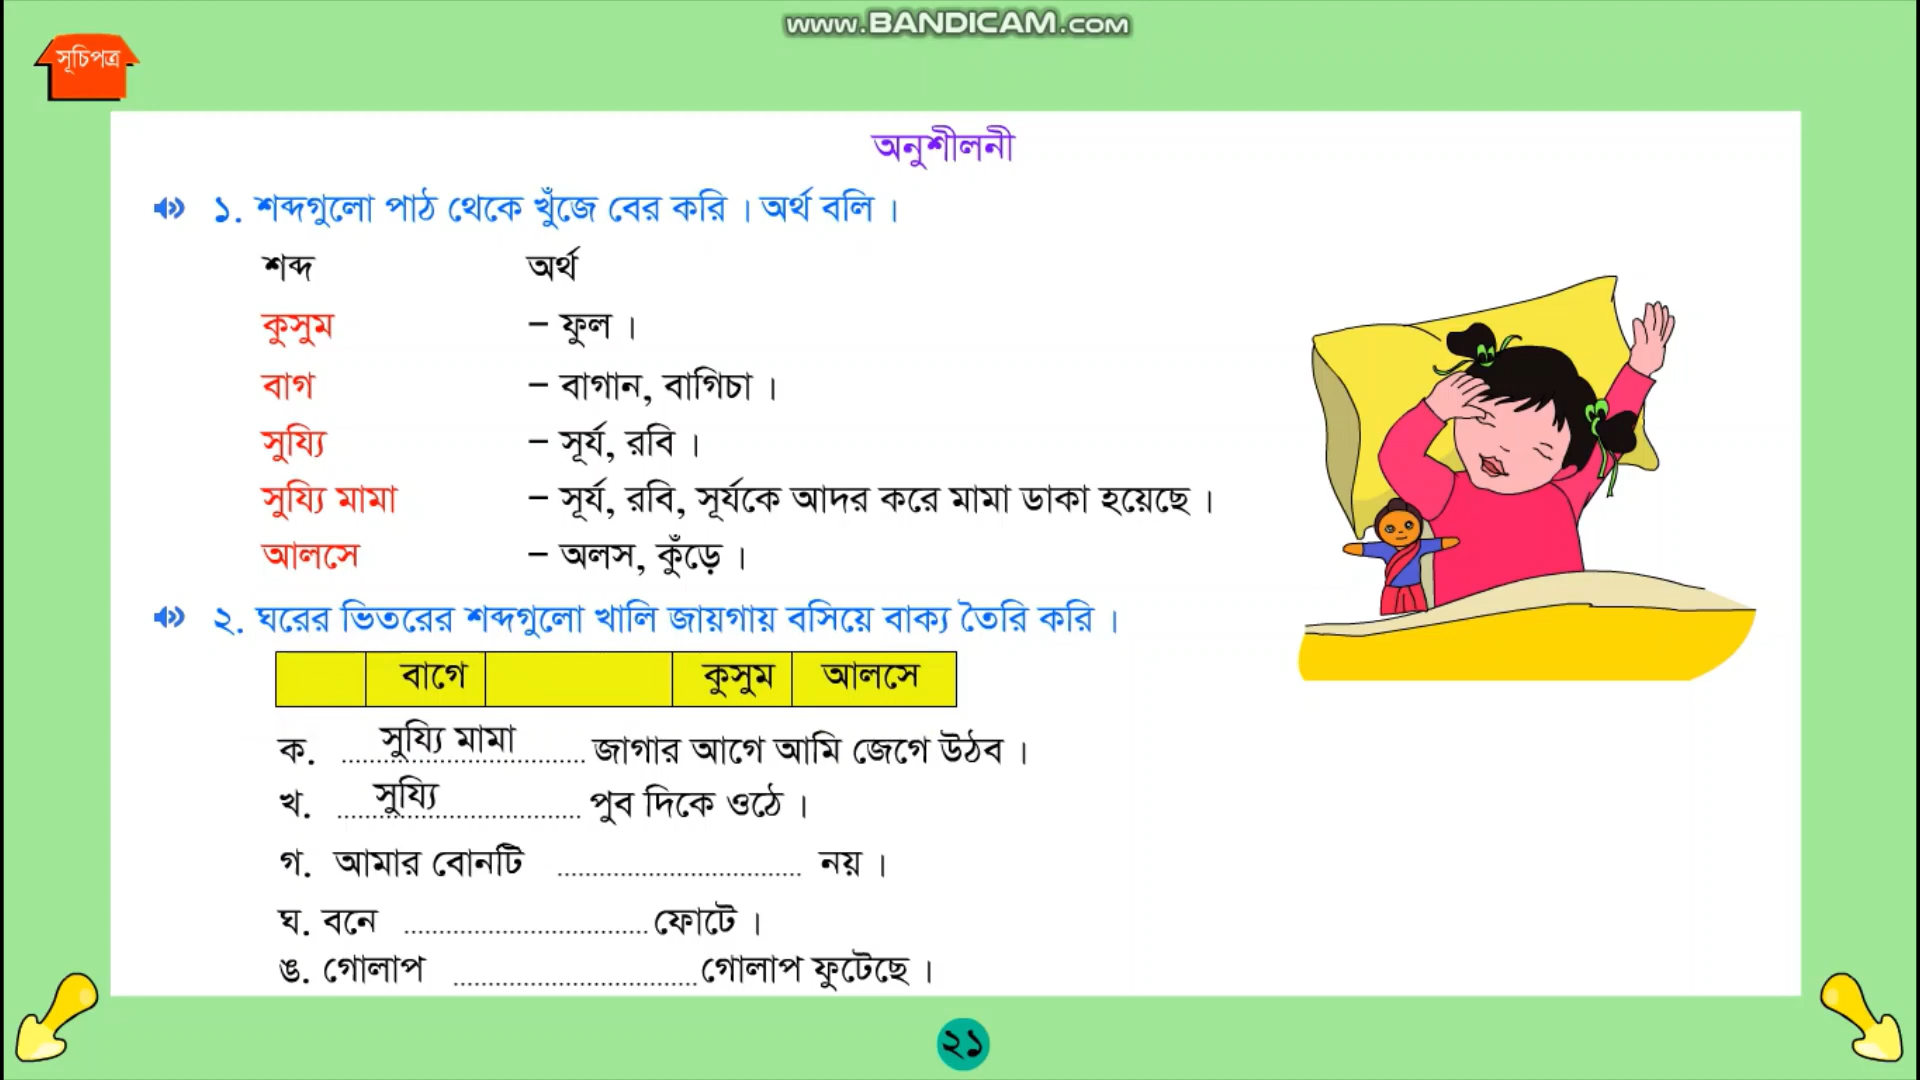 www.BANDICAM.com
সূচিপত্র
অনুশীলনী
১. শব্দগুলো পাঠ থেকে খুঁজে বের করি । অর্থ বলি ।
শব্দ অর্থ
কুসুম – ফুল ।
বাগ – বাগান, বাগিচা ।
সুয্যি – সূর্য, রবি ।
সুয্যি মামা – সূর্য, রবি, সূর্যকে আদর করে মামা ডাকা হয়েছে ।
আলসে – অলস, কুঁড়ে ।
২. ঘরের ভিতরের শব্দগুলো খালি জায়গায় বসিয়ে বাক্য তৈরি করি ।
বাগে কুসুম আলসে
ক. সুয্যি মামা জাগার আগে আমি জেগে উঠব ।
খ. সুয্যি পুব দিকে ওঠে ।
গ. আমার বোনটি .................................. নয় ।
ঘ. বনে .................................. ফোটে ।
ঙ. গোলাপ .................................. গোলাপ ফুটেছে ।
২১